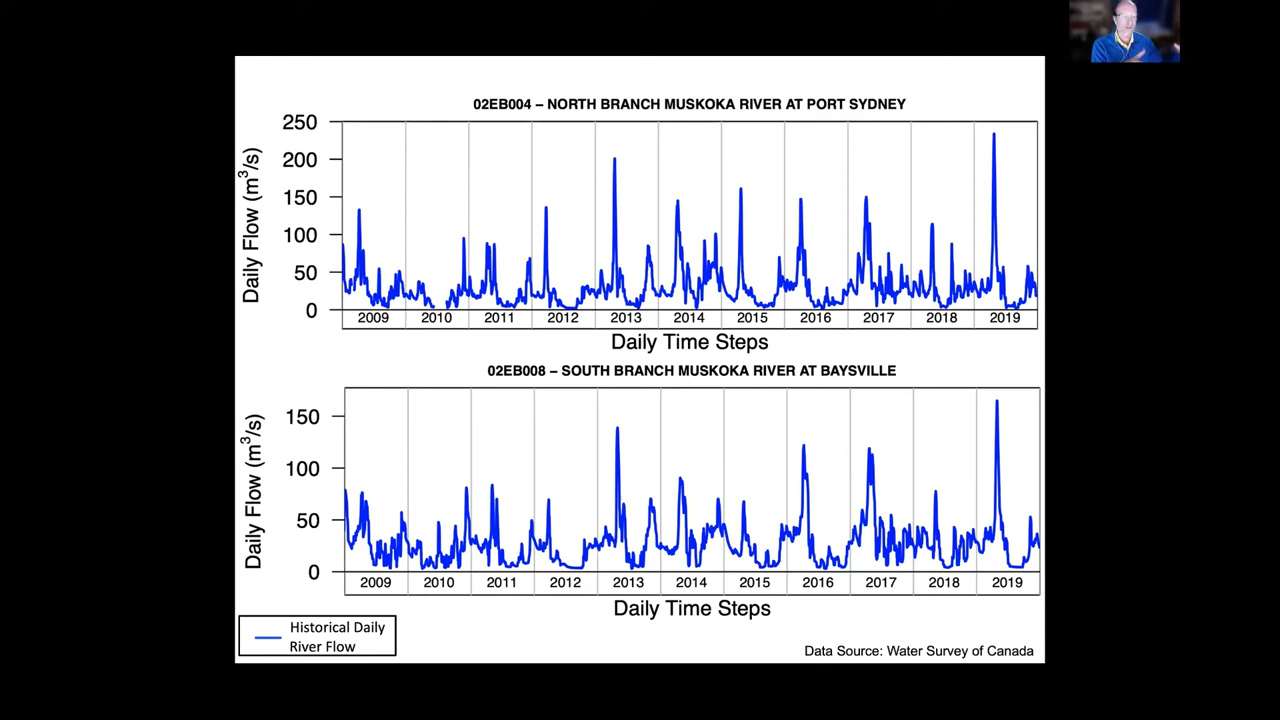 02EB004 – NORTH BRANCH MUSKOKA RIVER AT PORT SYDNEY
Daily Flow (m³/s)
250
200
150
100
50
0
2009 2010 2011 2012 2013 2014 2015 2016 2017 2018 2019
Daily Time Steps
02EB008 – SOUTH BRANCH MUSKOKA RIVER AT BAYSVILLE
Daily Flow (m³/s)
150
100
50
0
2009 2010 2011 2012 2013 2014 2015 2016 2017 2018 2019
Daily Time Steps
Historical Daily
River Flow
Data Source: Water Survey of Canada